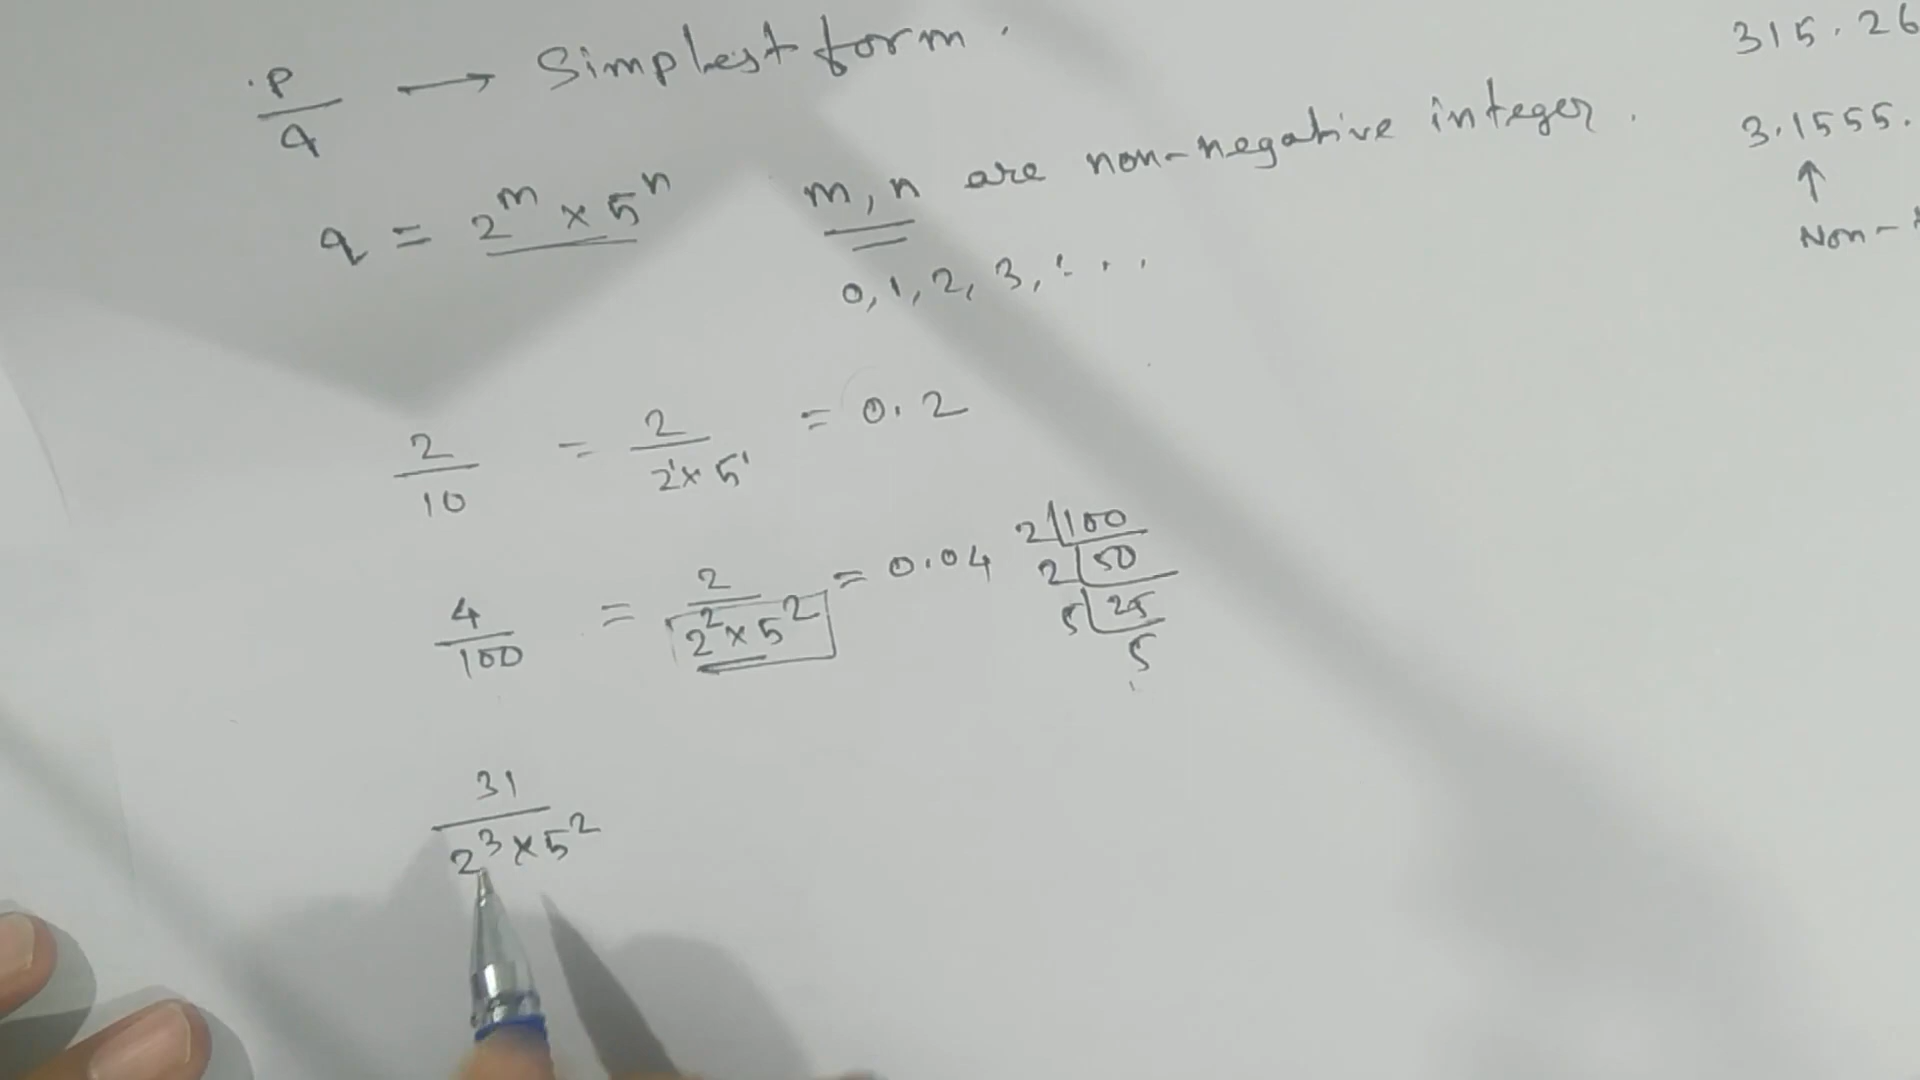 p/q → Simplest form.
q = 2^m × 5^n
m, n are non-negative integer.
0, 1, 2, 3, ...
315.26
3.1555.
↑
Non-
2/10 = 2/2^1×5^1 = 0.2
4/100 = 2/2^2×5^2 = 0.04
2|100
2|50
5|25
5
31/2^3×5^2